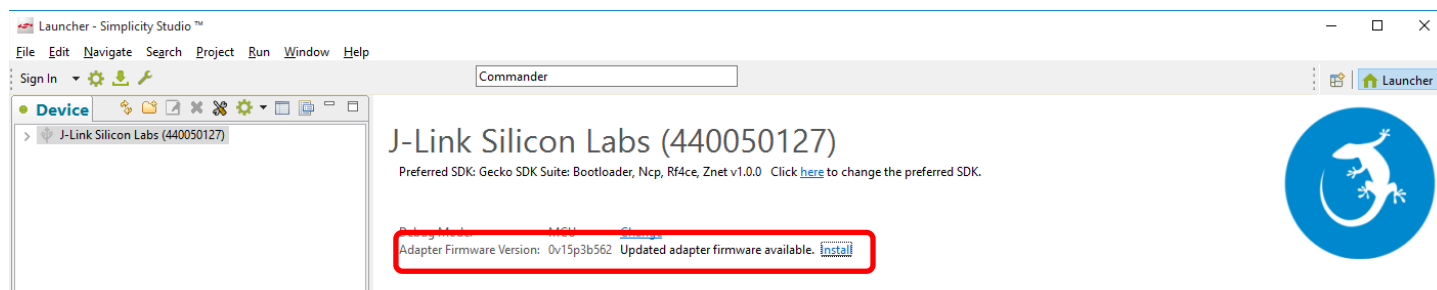 Launcher - Simplicity Studio ™
File Edit Navigate Search Project Run Window Help
Sign In Commander Launcher
Device
J-Link Silicon Labs (440050127)
J-Link Silicon Labs (440050127)
Preferred SDK: Gecko SDK Suite: Bootloader, Ncp, Rf4ce, Znet v1.0.0 Click here to change the preferred SDK.
Debug Mode: MCU Change
Adapter Firmware Version: 0v15p3b562 Updated adapter firmware available. Install